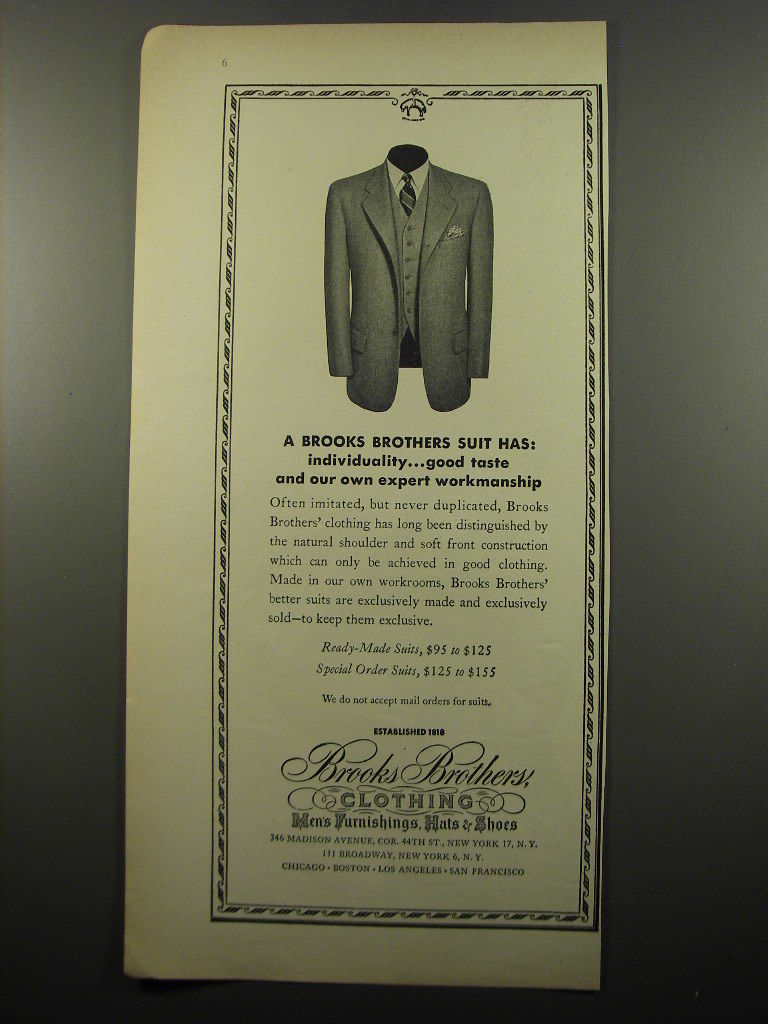 6
A BROOKS BROTHERS SUIT HAS:
individuality...good taste
and our own expert workmanship
Often imitated, but never duplicated, Brooks
Brothers' clothing has long been distinguished by
the natural shoulder and soft front construction
which can only be achieved in good clothing.
Made in our own workrooms, Brooks Brothers'
better suits are exclusively made and exclusively
sold—to keep them exclusive.
Ready-Made Suits, $95 to $125
Special Order Suits, $125 to $155
We do not accept mail orders for suits.
ESTABLISHED 1818
Brooks Brothers,
CLOTHING
Men's Furnishings, Hats & Shoes
346 MADISON AVENUE, COR. 44TH ST., NEW YORK 17, N. Y.
111 BROADWAY, NEW YORK 6, N. Y.
CHICAGO • BOSTON • LOS ANGELES • SAN FRANCISCO